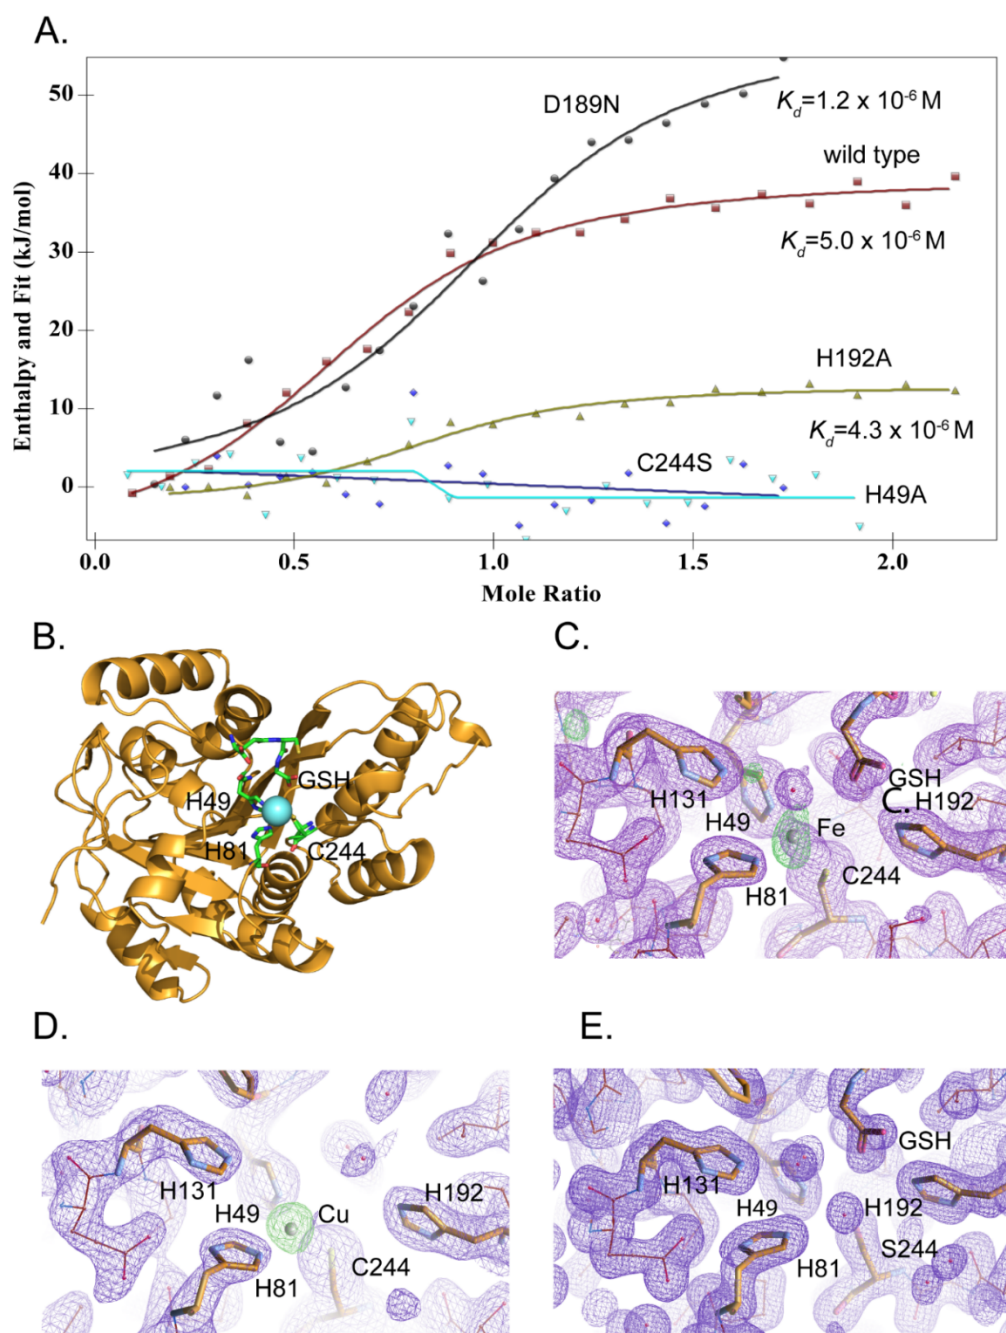 A.
50
40
30
20
10
0
Enthalpy and Fit (kJ/mol)
D189N
K_d=1.2 x 10⁻⁶ M
wild type
K_d=5.0 x 10⁻⁶ M
H192A
K_d=4.3 x 10⁻⁶ M
C244S
H49A
0.0 0.5 1.0 1.5 2.0
Mole Ratio
B.
GSH
H49
H81
C244
C.
GSH
H131
H192
H49
Fe
C244
H81
D.
H131
H192
H49
Cu
C244
H81
E.
GSH
H131
H49
H192
S244
H81